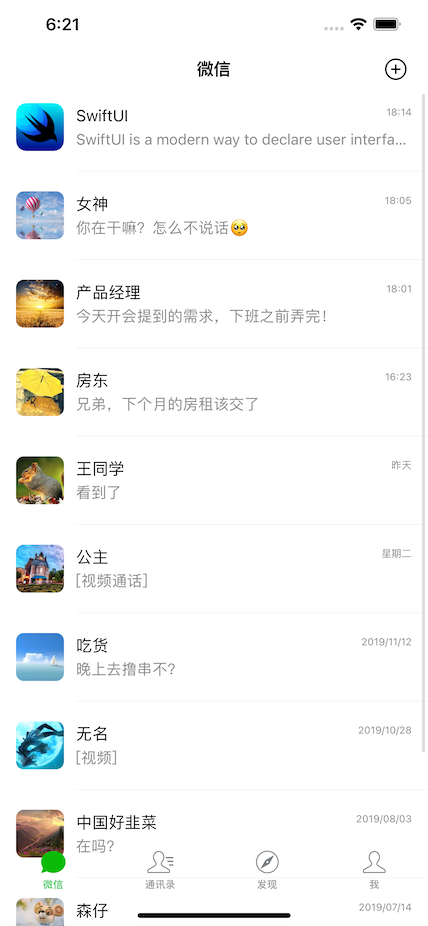 6:21
微信
SwiftUI
18:14
SwiftUI is a modern way to declare user interfa...
女神
18:05
你在干嘛？怎么不说话🥺
产品经理
18:01
今天开会提到的需求，下班之前弄完！
房东
16:23
兄弟，下个月的房租该交了
王同学
昨天
看到了
公主
星期二
[视频通话]
吃货
2019/11/12
晚上去撸串不？
无名
2019/10/28
[视频]
中国好韭菜
2019/08/03
在吗？
微信
通讯录
发现
我
森仔
2019/07/14